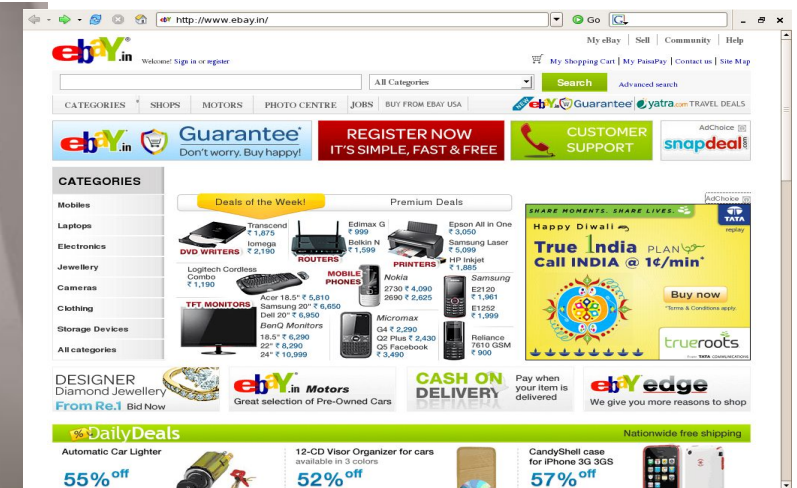 http://www.ebay.in/
Go
ebY.in
Welcome! Sign in or register
My eBay | Sell | Community | Help
My Shopping Cart | My PaisaPay | Contact us | Site Map
All Categories
Search
Advanced search
CATEGORIES
SHOPS
MOTORS
PHOTO CENTRE
JOBS
BUY FROM EBAY USA
NEW ebY.in Guarantee
yatra.com TRAVEL DEALS
ebY.in Guarantee
Don't worry. Buy happy!
REGISTER NOW
IT'S SIMPLE, FAST & FREE
CUSTOMER
SUPPORT
AdChoice
snapdeal
CATEGORIES
Mobiles
Laptops
Electronics
Jewellery
Cameras
Clothing
Storage Devices
All categories
Deals of the Week!
Premium Deals
Transcend
₹ 1,875
Iomega
₹ 2,190
DVD WRITERS
Edimax G
₹ 999
Belkin N
₹ 1,599
ROUTERS
Epson All in One
₹ 3,050
Samsung Laser
₹ 5,099
HP Inkjet
₹ 1,885
PRINTERS
Logitech Cordless
Combo
₹ 1,190
MOBILE
PHONES
Nokia
2730 ₹ 4,090
2690 ₹ 2,625
Samsung
E2120
₹ 1,961
E1252
₹ 1,999
TFT MONITORS
Acer 18.5" ₹ 5,810
Samsung 20" ₹ 6,650
Dell 20" ₹ 6,950
BenQ Monitors
18.5" ₹ 6,290
22" ₹ 8,290
24" ₹ 10,999
Micromax
G4 ₹ 2,290
Q2 Plus ₹ 2,430
Q5 Facebook
₹ 3,490
Reliance
7610 GSM
₹ 900
AdChoice
SHARE MOMENTS. SHARE LIVES.
TATA
replay
Happy Diwali
True India PLAN
Call INDIA @ 1¢/min*
Buy now
*Terms & Conditions apply.
trueroots
From TATA COMMUNICATIONS
DESIGNER
Diamond Jewellery
From Re.1 Bid Now
ebY.in Motors
Great selection of Pre-Owned Cars
CASH ON
DELIVERY
Pay when
your item is
delivered
ebY edge
We give you more reasons to shop
% DailyDeals
Nationwide free shipping
Automatic Car Lighter
55% off
12-CD Visor Organizer for cars
available in 3 colors
52% off
CandyShell case
for iPhone 3G 3GS
57% off